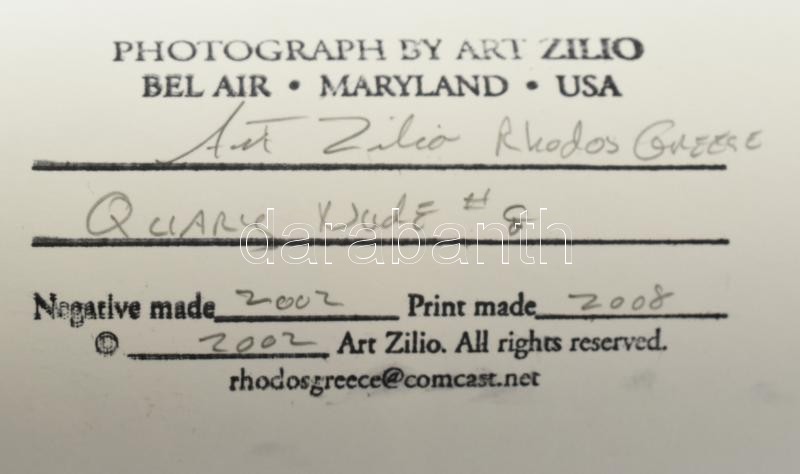 PHOTOGRAPH BY ART ZILIO
BEL AIR • MARYLAND • USA
Art Zilio Rhodos GREECE
QUARY NudE # 8
darabanth
Negative made 2002 Print made 2008
© 2002 Art Zilio. All rights reserved.
rhodosgreece@comcast.net